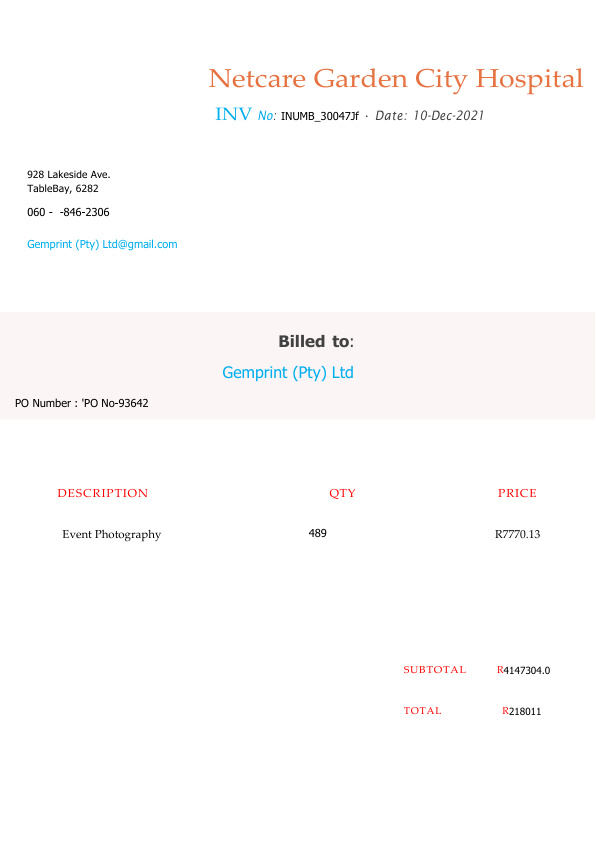 Netcare Garden City Hospital
INV No: INUMB_30047Jf · Date: 10-Dec-2021
928 Lakeside Ave.
TableBay, 6282
060 - -846-2306
Gemprint (Pty) Ltd@gmail.com
Billed to:
Gemprint (Pty) Ltd
PO Number : 'PO No-93642
DESCRIPTION QTY PRICE
Event Photography 489 R7770.13
SUBTOTAL R4147304.0
TOTAL R218011